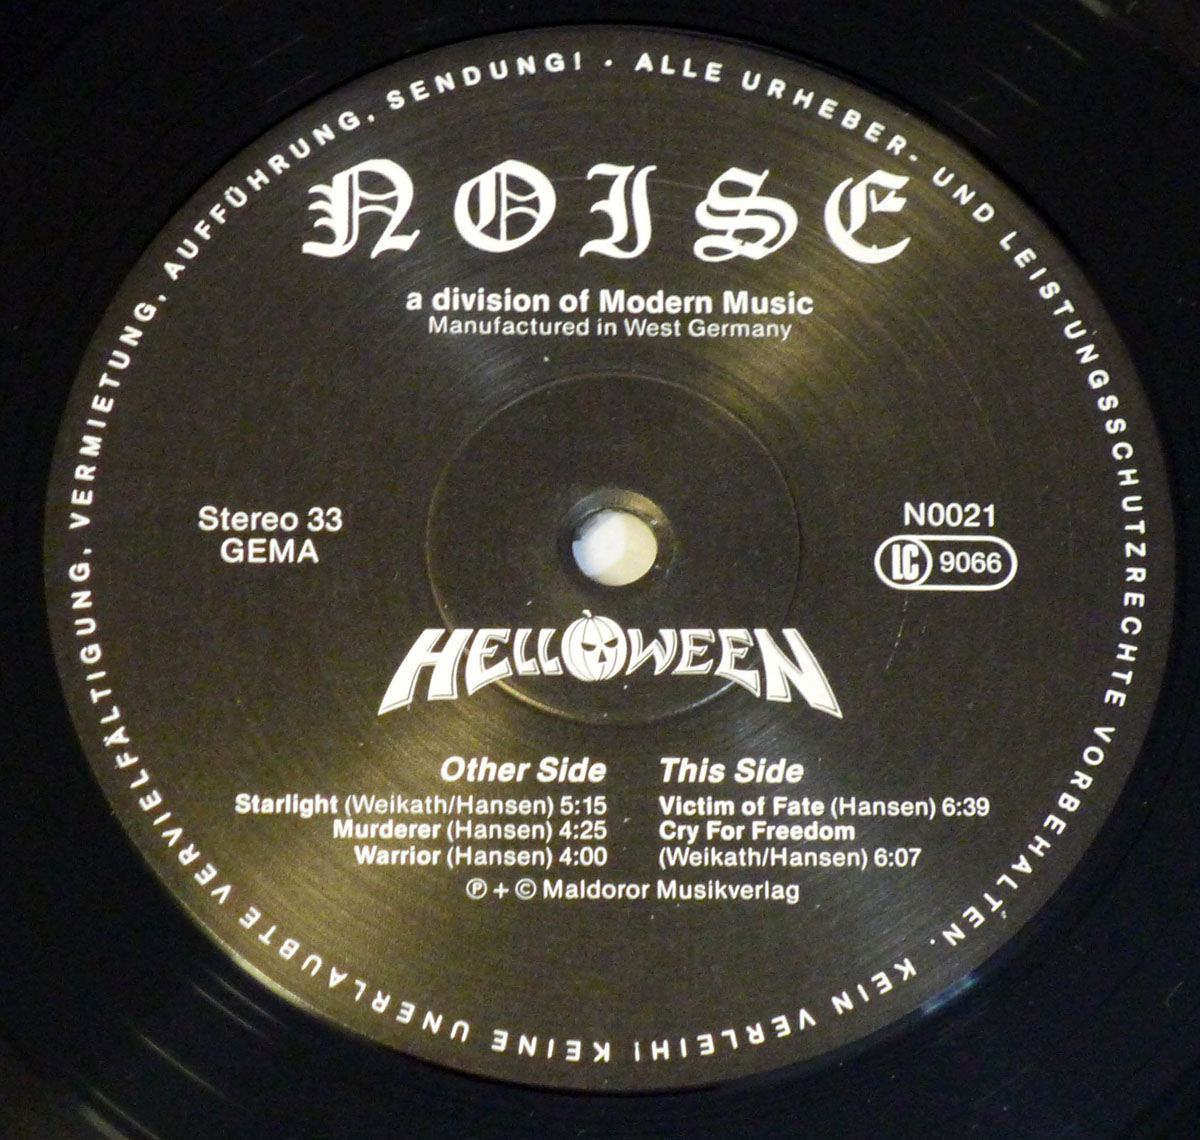 ALLE URHEBER- UND LEISTUNGSSCHUTZRECHTE VORBEHALTEN. KEIN VERLEIH! KEINE UNERLAUBTE VERVIELFÄLTIGUNG, VERMIETUNG, AUFFÜHRUNG, SENDUNG! •
NOISE
a division of Modern Music
Manufactured in West Germany
Stereo 33
GEMA
N0021
LC 9066
HELLOWEEN
Other Side
Starlight (Weikath/Hansen) 5:15
Murderer (Hansen) 4:25
Warrior (Hansen) 4:00
This Side
Victim of Fate (Hansen) 6:39
Cry For Freedom
(Weikath/Hansen) 6:07
℗ + © Maldoror Musikverlag